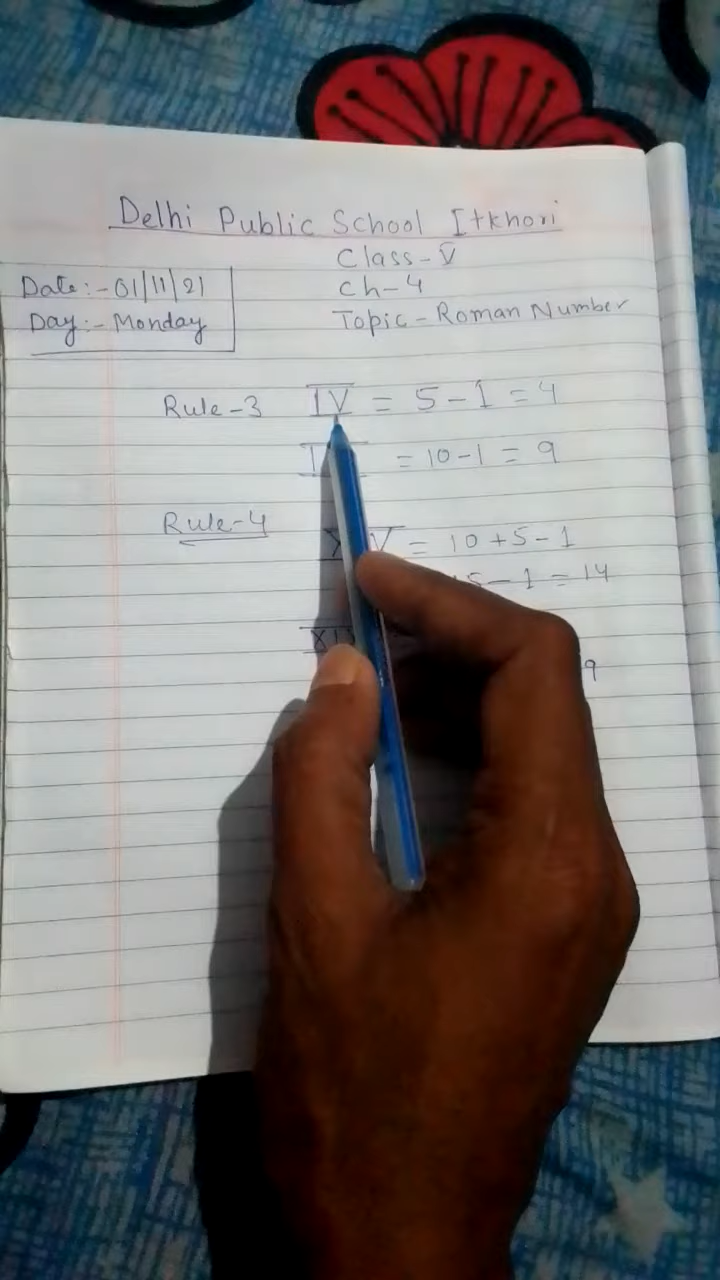 Delhi Public School Itkhori
Class-V
Date:-01/11/21
Ch-4
Day:- Monday
Topic-Roman Number
Rule-3 IV = 5-1 = 4
= 10-1 = 9
Rule-4
= 10+5-1
5-1 = 14
9